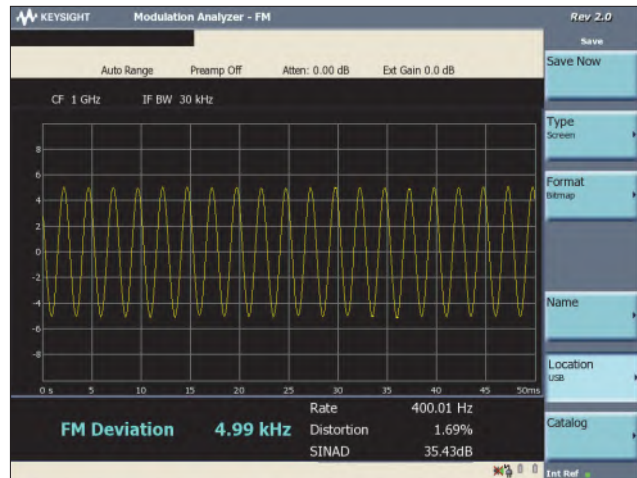 KEYSIGHT Modulation Analyzer - FM Rev 2.0
Save
Auto Range Preamp Off Atten: 0.00 dB Ext Gain 0.0 dB
CF 1 GHz IF BW 30 kHz
Save Now
Type
Screen
Format
Bitmap
Name
Location
USB
Catalog
8
6
4
2
0
-2
-4
-6
-8
0 s 5 10 15 20 25 30 35 40 45 50ms
FM Deviation 4.99 kHz
Rate 400.01 Hz
Distortion 1.69%
SINAD 35.43dB
Int Ref